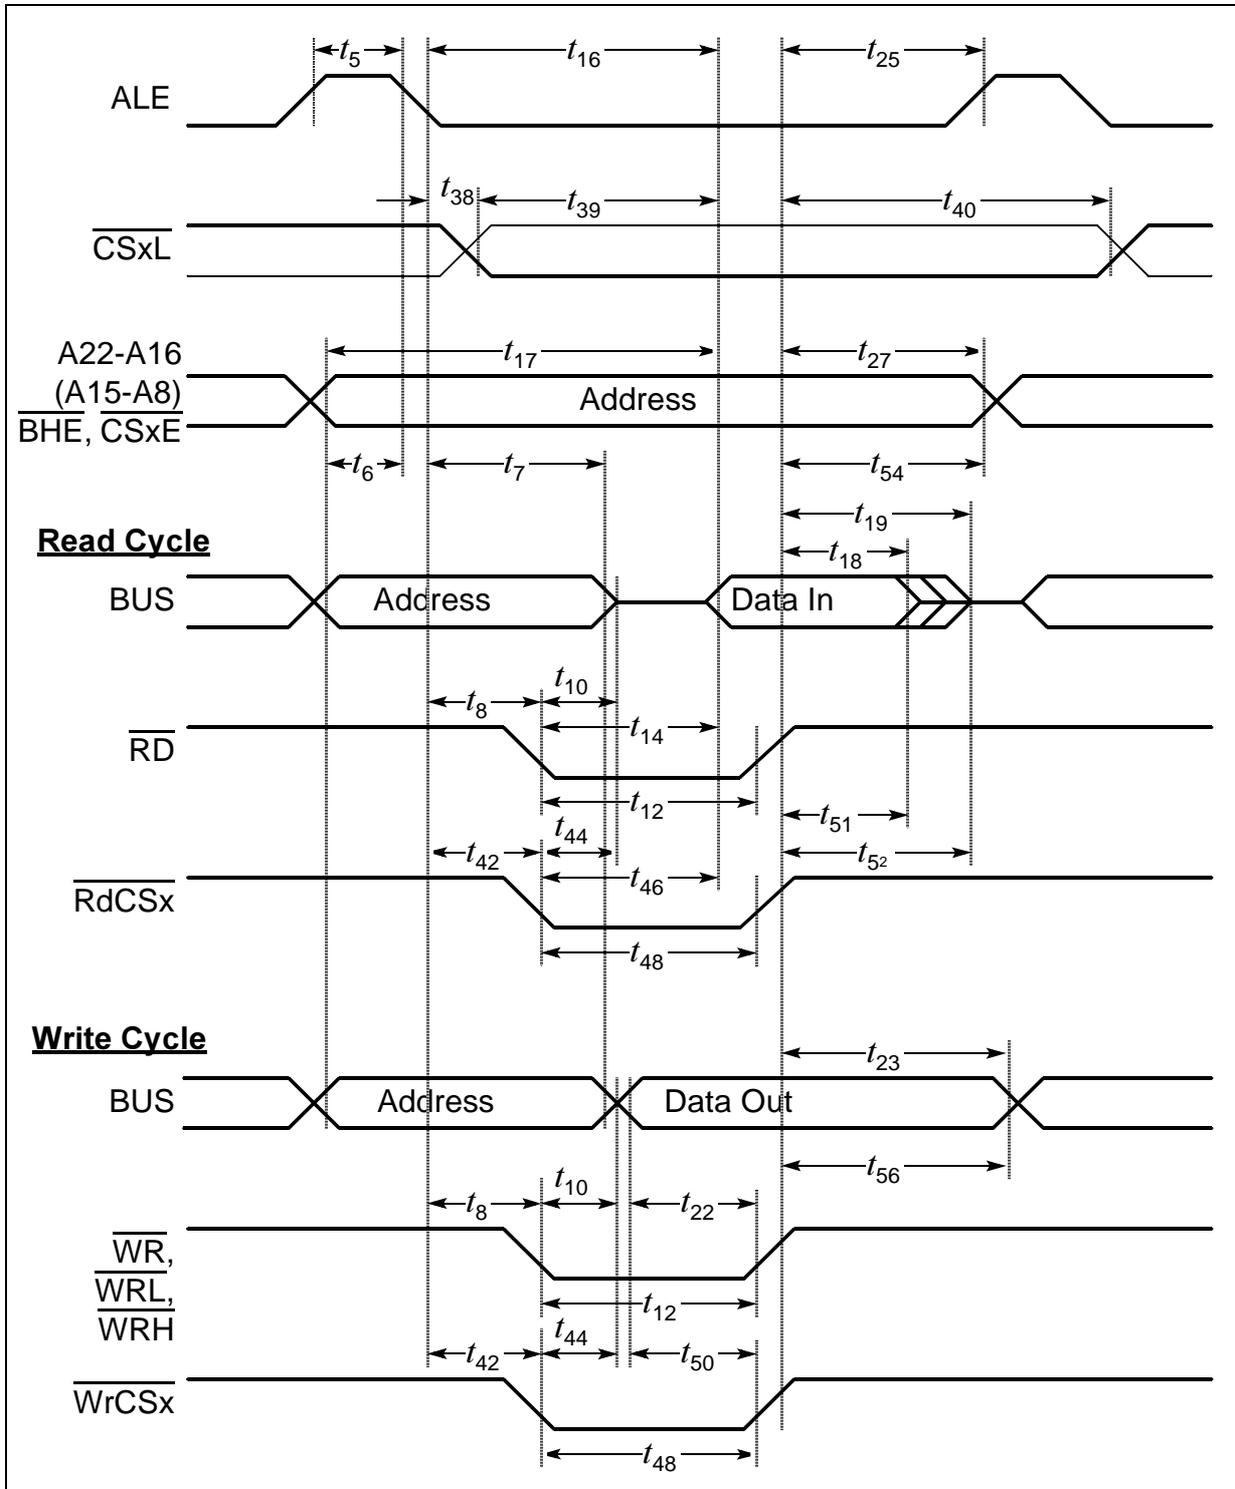 t5 t16 t25
ALE
t38 t39 t40
CSxL
t17 t27
A22-A16
(A15-A8)
BHE, CSxE
Address
t6 t7 t54
t19
Read Cycle
t18
BUS Address Data In
t10
t8
t14
RD
t12 t51
t44
t42 t52
t46
RdCSx
t48
Write Cycle
t23
BUS Address Data Out
t56
t10
t8 t22
WR,
WRL,
WRH
t12
t44
t42 t50
WrCSx
t48